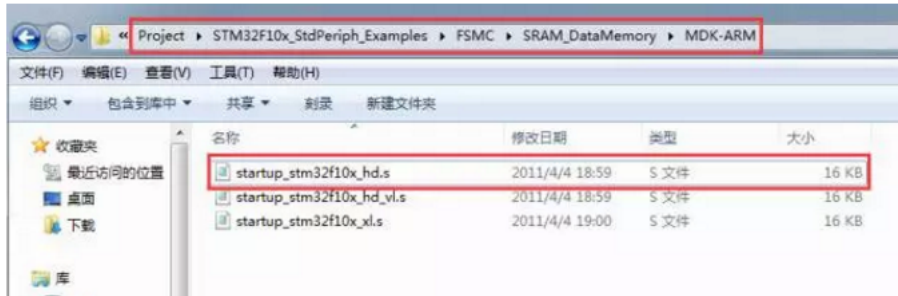 « Project ▸ STM32F10x_StdPeriph_Examples ▸ FSMC ▸ SRAM_DataMemory ▸ MDK-ARM
文件(F) 编辑(E) 查看(V) 工具(T) 帮助(H)
组织 ▾ 包含到库中 ▾ 共享 ▾ 刻录 新建文件夹
收藏夹
最近访问的位置
桌面
下载
库
名称 修改日期 类型 大小
startup_stm32f10x_hd.s 2011/4/4 18:59 S 文件 16 KB
startup_stm32f10x_hd_vl.s 2011/4/4 18:59 S 文件 16 KB
startup_stm32f10x_xl.s 2011/4/4 19:00 S 文件 16 KB